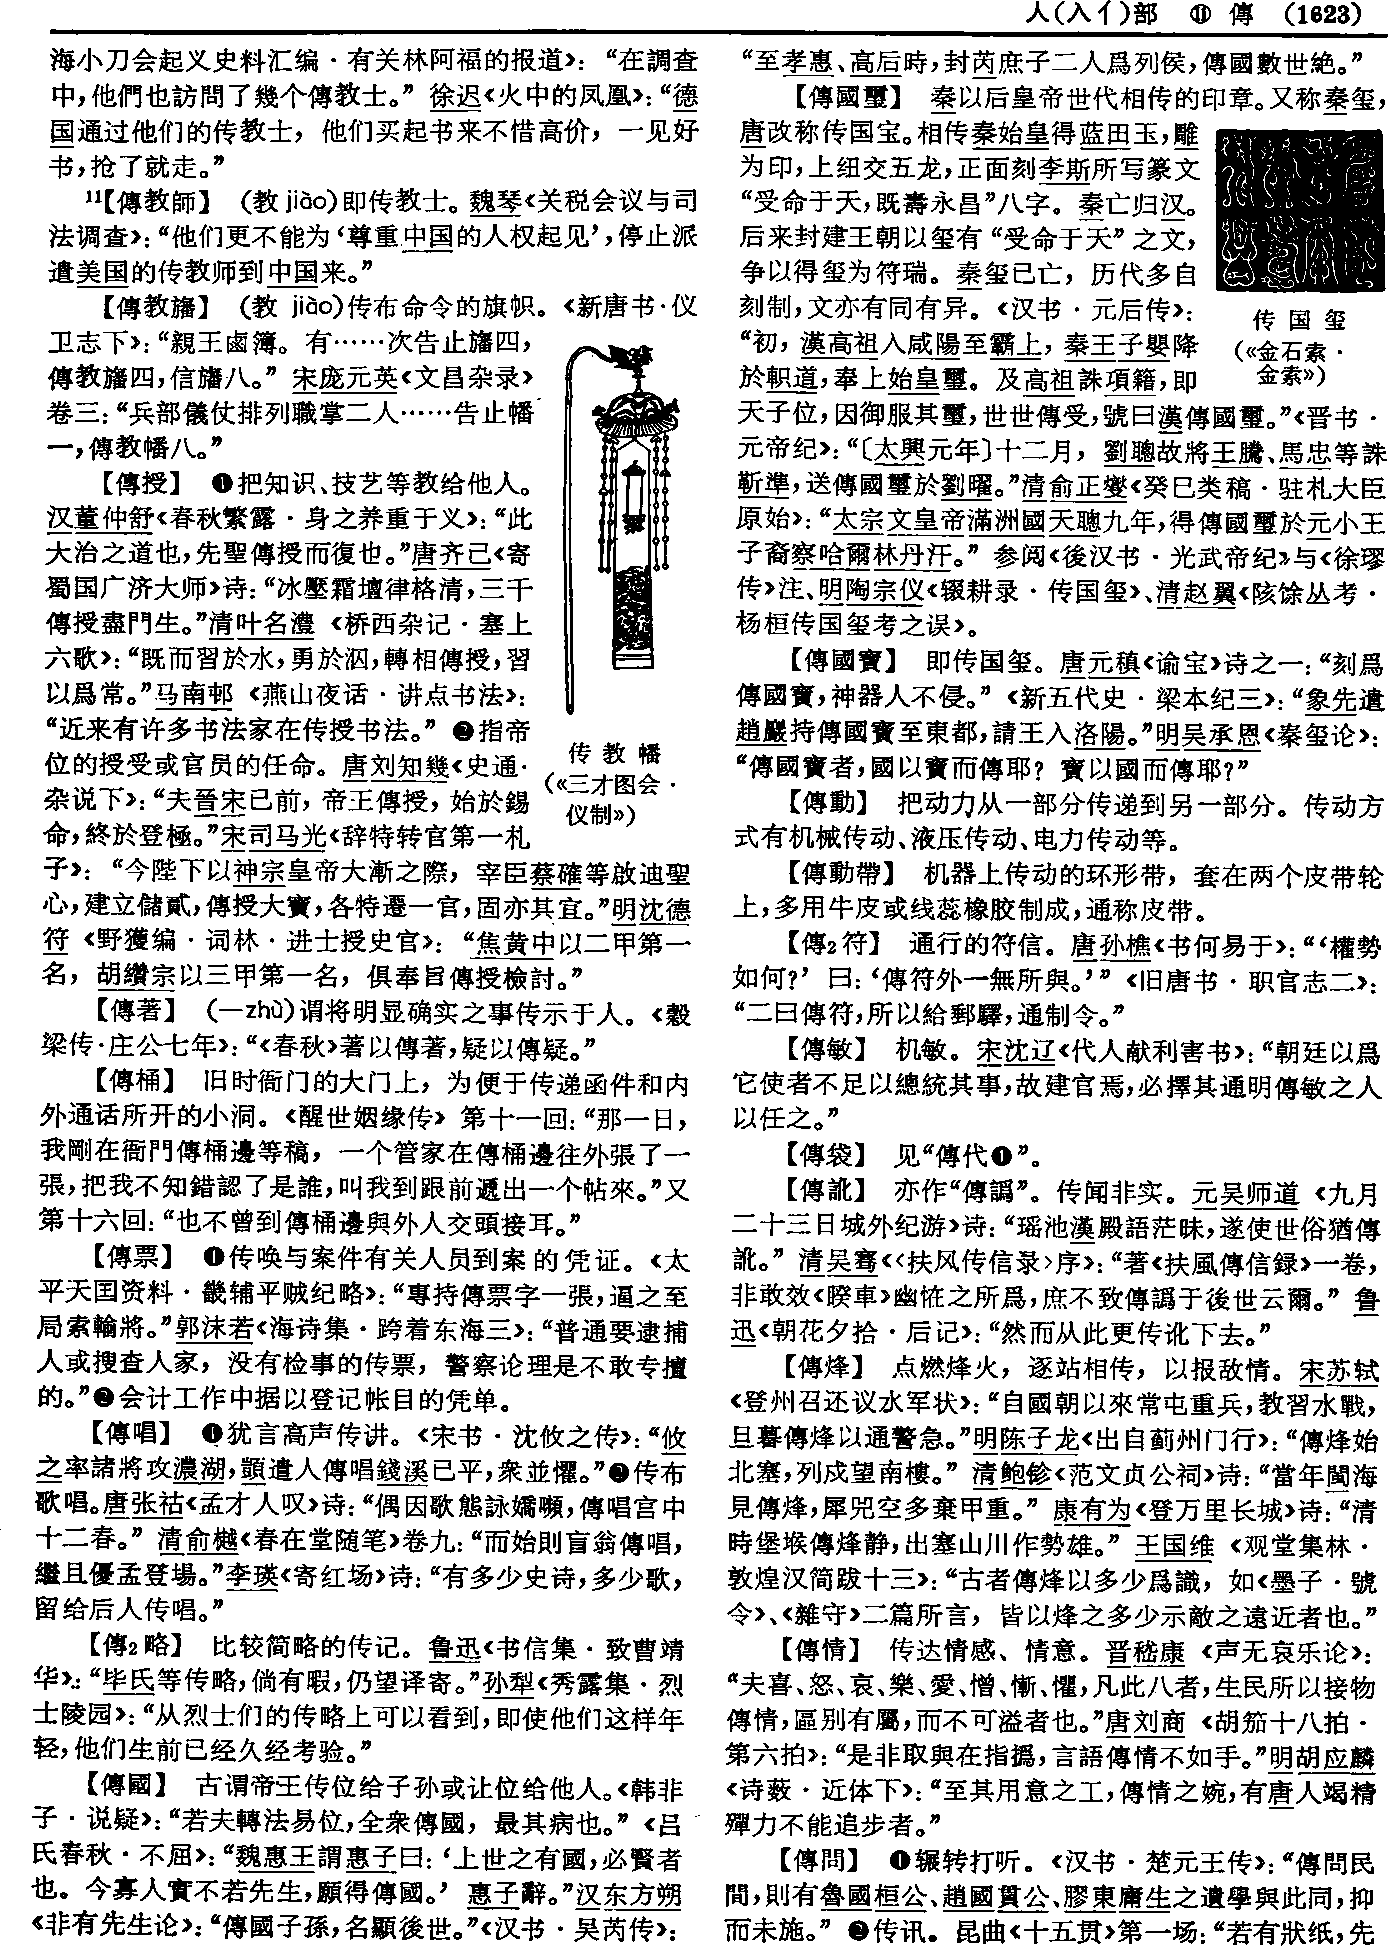 人(入亻)部 ⑪ 傳 (1623)
海小刀会起义史料汇编·有关林阿福的报道》：“在調查
中，他們也訪問了幾个傳教士。” 徐迟《火中的凤凰》：“德
国通过他们的传教士，他们买起书来不惜高价，一见好
书，抢了就走。”
¹¹【傳教師】 (教 jiào)即传教士。魏琴《关税会议与司
法调查》：“他们更不能为‘尊重中国的人权起见’，停止派
遣美国的传教师到中国来。”
【傳教旛】 (教 jiào)传布命令的旗帜。《新唐书·仪
卫志下》：“親王鹵簿。有……次告止旛四，
傳教旛四，信旛八。” 宋庞元英《文昌杂录》
卷三：“兵部儀仗排列職掌二人……告止幡
一，傳教幡八。”
【傳授】 ❶把知识、技艺等教给他人。
汉董仲舒《春秋繁露·身之养重于义》：“此
大治之道也，先聖傳授而復也。”唐齐己《寄
蜀国广济大师》诗：“冰壓霜壇律格清，三千
傳授盡門生。”清叶名澧《桥西杂记·塞上
六歌》：“既而習於水，勇於泅，轉相傳授，習
以爲常。”马南邨《燕山夜话·讲点书法》：
“近来有许多书法家在传授书法。” ❷指帝
位的授受或官员的任命。唐刘知幾《史通·
杂说下》：“夫晉宋已前，帝王傳授，始於錫
命，終於登極。”宋司马光《辞特转官第一札
子》：“今陛下以神宗皇帝大漸之際，宰臣蔡確等啟迪聖
心，建立儲貳，傳授大寶，各特遷一官，固亦其宜。”明沈德
符《野獲编·词林·进士授史官》：“焦黄中以二甲第一
名，胡纘宗以三甲第一名，俱奉旨傳授檢討。”
【傳著】 (—zhù)谓将明显确实之事传示于人。《穀
梁传·庄公七年》：“《春秋》著以傳著，疑以傳疑。”
【傳桶】 旧时衙门的大门上，为便于传递函件和内
外通话所开的小洞。《醒世姻缘传》第十一回：“那一日，
我剛在衙門傳桶邊等稿，一个管家在傳桶邊往外張了一
張，把我不知錯認了是誰，叫我到跟前遞出一个帖來。”又
第十六回：“也不曾到傳桶邊與外人交頭接耳。”
【傳票】 ❶传唤与案件有关人员到案的凭证。《太
平天囯资料·畿辅平贼纪略》：“專持傳票字一張，逼之至
局索輸將。”郭沫若《海诗集·跨着东海三》：“普通要逮捕
人或搜查人家，没有检事的传票，警察论理是不敢专擅
的。”❷会计工作中据以登记帐目的凭单。
【傳唱】 ❶犹言高声传讲。《宋书·沈攸之传》：“攸
之率諸將攻濃湖，顗遣人傳唱錢溪已平，衆並懼。”❷传布
歌唱。唐张祜《孟才人叹》诗：“偶因歌態詠嬌嚬，傳唱宫中
十二春。” 清俞樾《春在堂随笔》卷九：“而始則盲翁傳唱，
繼且優孟登場。”李瑛《寄红场》诗：“有多少史诗，多少歌，
留给后人传唱。”
【傳₂略】 比较简略的传记。鲁迅《书信集·致曹靖
华》：“毕氏等传略，倘有暇，仍望译寄。”孙犁《秀露集·烈
士陵园》：“从烈士们的传略上可以看到，即使他们这样年
轻，他们生前已经久经考验。”
【傳國】 古谓帝王传位给子孙或让位给他人。《韩非
子·说疑》：“若夫轉法易位，全衆傳國，最其病也。” 《吕
氏春秋·不屈》：“魏惠王謂惠子曰：‘上世之有國，必賢者
也。今寡人實不若先生，願得傳國。’ 惠子辭。”汉东方朔
《非有先生论》：“傳國子孫，名顯後世。”《汉书·吴芮传》：
传教幡
(《三才图会·
仪制》)
“至孝惠、高后時，封芮庶子二人爲列侯，傳國數世絶。”
【傳國璽】 秦以后皇帝世代相传的印章。又称秦玺，
唐改称传国宝。相传秦始皇得蓝田玉，雕
为印，上纽交五龙，正面刻李斯所写篆文
“受命于天，既壽永昌”八字。秦亡归汉。
后来封建王朝以玺有“受命于天”之文，
争以得玺为符瑞。秦玺已亡，历代多自
刻制，文亦有同有异。《汉书·元后传》：
“初，漢高祖入咸陽至霸上，秦王子嬰降
於軹道，奉上始皇璽。及高祖誅項籍，即
天子位，因御服其璽，世世傳受，號曰漢傳國璽。”《晋书·
元帝纪》：“〔太興元年〕十二月，劉聰故將王騰、馬忠等誅
靳準，送傳國璽於劉曜。”清俞正燮《癸巳类稿·驻札大臣
原始》：“太宗文皇帝滿洲國天聰九年，得傳國璽於元小王
子裔察哈爾林丹汗。” 参阅《後汉书·光武帝纪》与《徐璆
传》注、明陶宗仪《辍耕录·传国玺》、清赵翼《陔馀丛考·
杨桓传国玺考之误》。
【傳國寶】 即传国玺。唐元稹《谕宝》诗之一：“刻爲
傳國寶，神器人不侵。” 《新五代史·梁本纪三》：“象先遣
趙巖持傳國寶至東都，請王入洛陽。”明吴承恩《秦玺论》：
“傳國寶者，國以寶而傳耶？寶以國而傳耶？”
【傳動】 把动力从一部分传递到另一部分。传动方
式有机械传动、液压传动、电力传动等。
【傳動帶】 机器上传动的环形带，套在两个皮带轮
上，多用牛皮或线蕊橡胶制成，通称皮带。
【傳₂符】 通行的符信。唐孙樵《书何易于》：“‘權勢
如何？’曰：‘傳符外一無所與。’” 《旧唐书·职官志二》：
“二曰傳符，所以給郵驛，通制令。”
【傳敏】 机敏。宋沈辽《代人献利害书》：“朝廷以爲
它使者不足以總統其事，故建官焉，必擇其通明傳敏之人
以任之。”
【傳袋】 见“傳代❶”。
【傳訛】 亦作“傳譌”。传闻非实。元吴师道《九月
二十三日城外纪游》诗：“瑶池漢殿語茫昧，遂使世俗猶傳
訛。” 清吴骞《〈扶风传信录〉序》：“著《扶風傳信録》一卷，
非敢效《睽車》幽恠之所爲，庶不致傳譌于後世云爾。” 鲁
迅《朝花夕拾·后记》：“然而从此更传讹下去。”
【傳烽】 点燃烽火，逐站相传，以报敌情。宋苏轼
《登州召还议水军状》：“自國朝以來常屯重兵，教習水戰，
旦暮傳烽以通警急。”明陈子龙《出自蓟州门行》：“傳烽始
北塞，列戍望南樓。” 清鲍鉁《范文贞公祠》诗：“當年閩海
見傳烽，犀兕空多棄甲重。” 康有为《登万里长城》诗：“清
時堡堠傳烽静，出塞山川作勢雄。” 王国维《观堂集林·
敦煌汉简跋十三》：“古者傳烽以多少爲識，如《墨子·號
令》、《雜守》二篇所言，皆以烽之多少示敵之遠近者也。”
【傳情】 传达情感、情意。晋嵇康《声无哀乐论》：
“夫喜、怒、哀、樂、愛、憎、慚、懼，凡此八者，生民所以接物
傳情，區别有屬，而不可溢者也。”唐刘商《胡笳十八拍·
第六拍》：“是非取與在指撝，言語傳情不如手。”明胡应麟
《诗薮·近体下》：“至其用意之工，傳情之婉，有唐人竭精
殫力不能追步者。”
【傳問】 ❶辗转打听。《汉书·楚元王传》：“傳問民
間，則有魯國桓公、趙國貫公、膠東庸生之遺學與此同，抑
而未施。” ❷传讯。昆曲《十五贯》第一场：“若有狀纸，先
传国玺
(《金石索·
金索》)